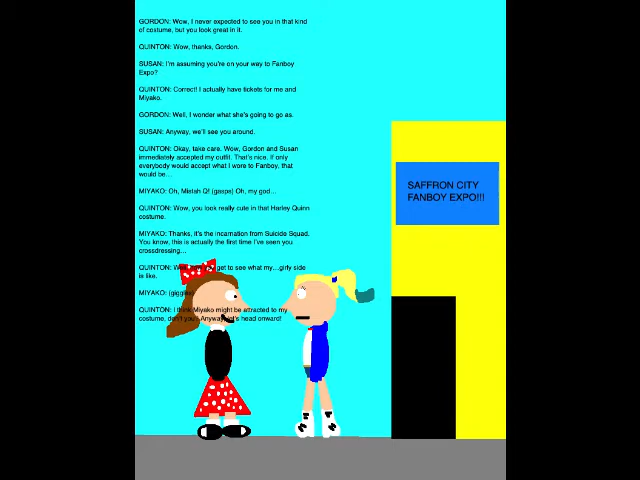 GORDON: Wow, I never expected to see you in that kind
of costume, but you look great in it.
QUINTON: Wow, thanks, Gordon.
SUSAN: I'm assuming you're on your way to Fanboy
Expo?
QUINTON: Correct! I actually have tickets for me and
Miyako.
GORDON: Well, I wonder what she's going to go as.
SUSAN: Anyway, we'll see you around.
QUINTON: Okay, take care. Wow, Gordon and Susan
immediately accepted my outfit. That's nice. If only
everybody would accept what I wore to Fanboy, that
would be…
MIYAKO: Oh, Mistah Q! (gasps) Oh, my god…
QUINTON: Wow, you look really cute in that Harley Quinn
costume.
MIYAKO: Thanks, it's the incarnation from Suicide Squad.
You know, this is actually the first time I've seen you
crossdressing…
QUINTON: get to see what my…girly side
is like.
MIYAKO: (giggles)
QUINTON: I think Miyako might be attracted to my
costume, don't you? Anyway, let's head onward!
SAFFRON CITY
FANBOY EXPO!!!